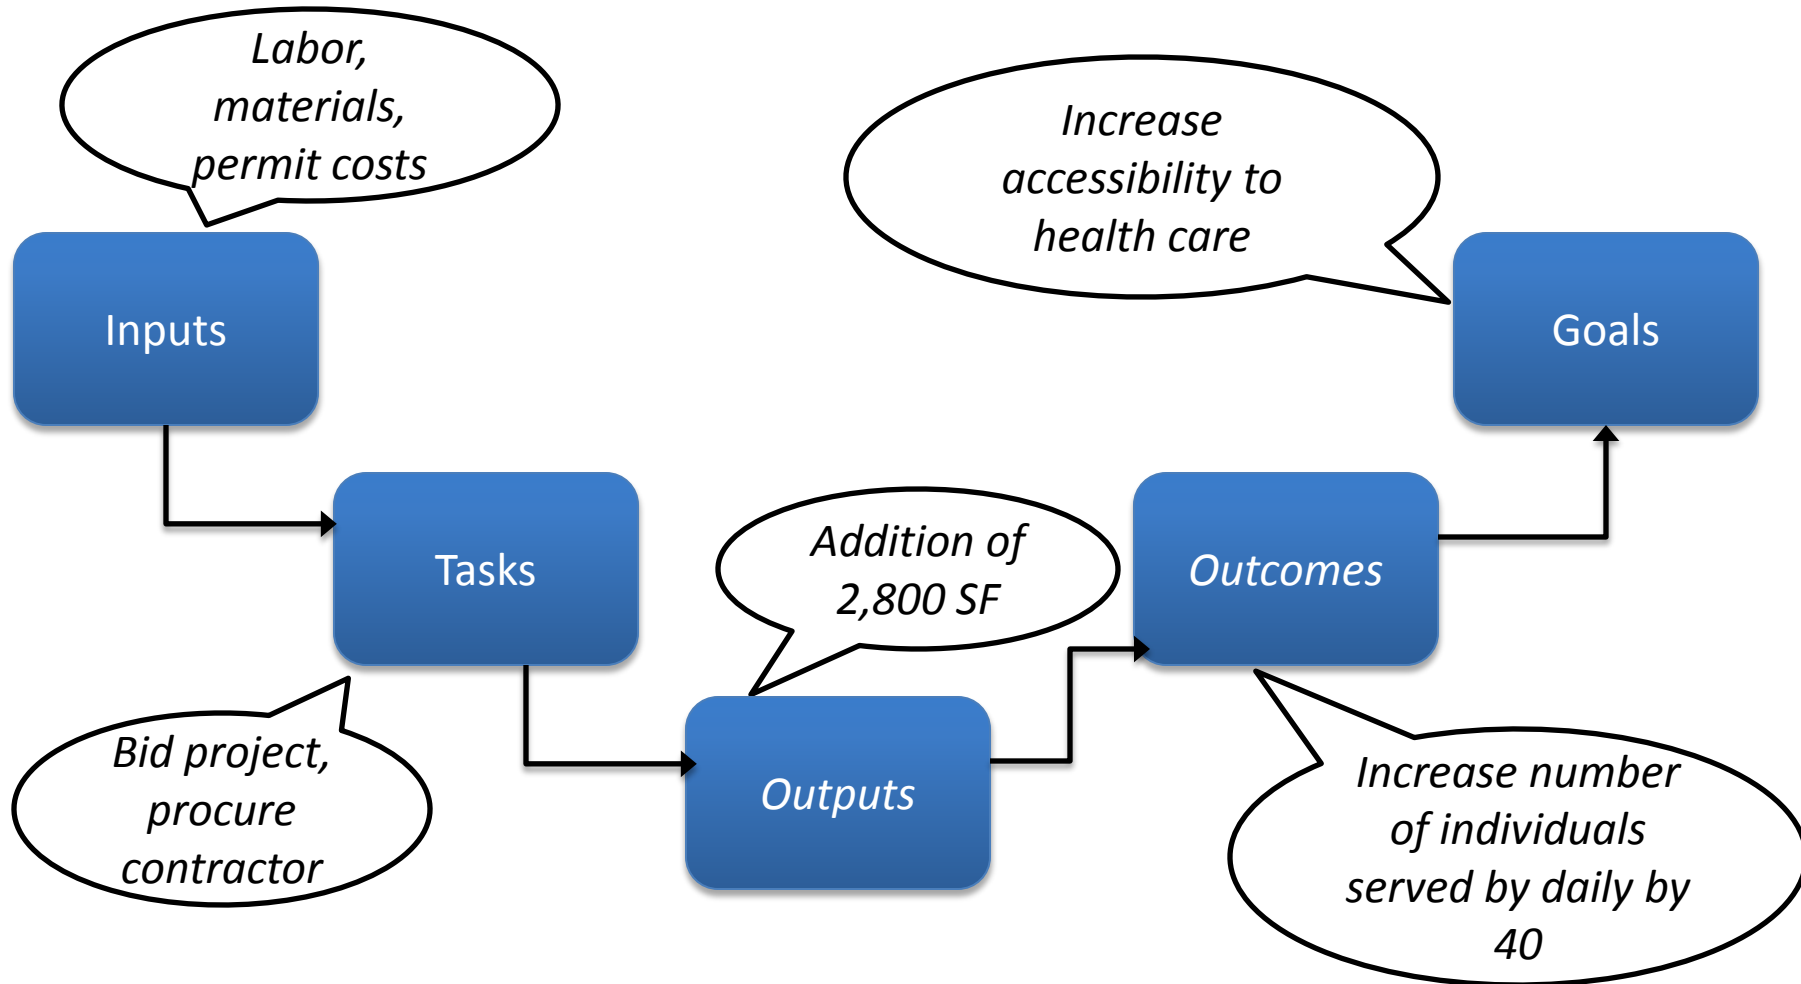 Labor,
materials,
permit costs
Inputs
Increase
accessibility to
health care
Goals
Tasks
Bid project,
procure
contractor
Addition of
2,800 SF
Outputs
Outcomes
Increase number
of individuals
served by daily by
40